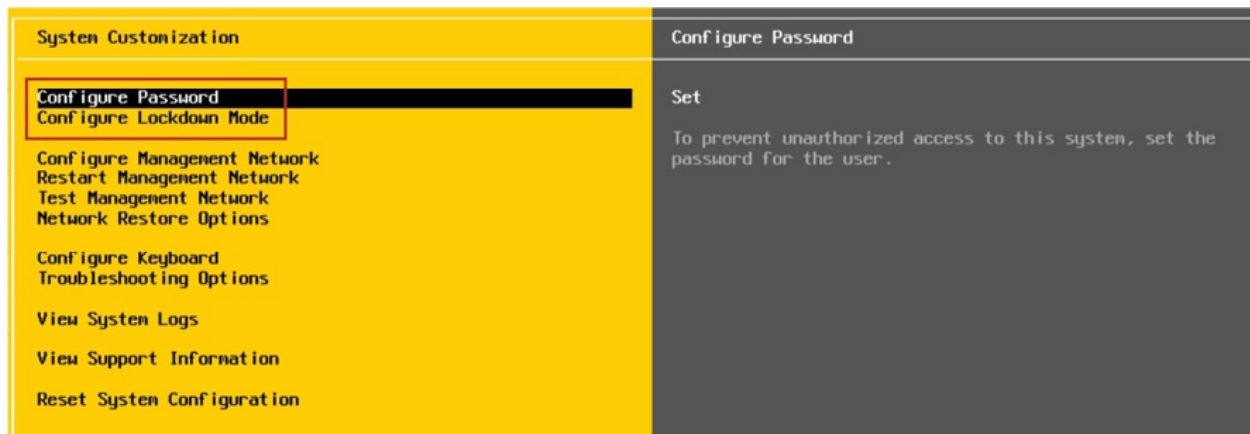 System Customization
Configure Password
Configure Lockdown Mode
Configure Management Network
Restart Management Network
Test Management Network
Network Restore Options
Configure Keyboard
Troubleshooting Options
View System Logs
View Support Information
Reset System Configuration
Configure Password
Set
To prevent unauthorized access to this system, set the
password for the user.